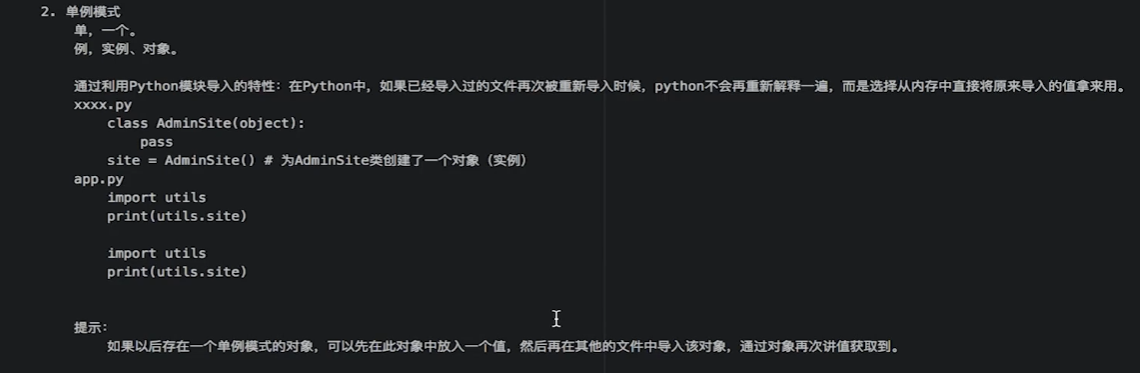 2. 单例模式
单，一个。
例，实例、对象。
通过利用Python模块导入的特性：在Python中，如果已经导入过的文件再次被重新导入时候，python不会再重新解释一遍，而是选择从内存中直接将原来导入的值拿来用。
xxxx.py
class AdminSite(object):
pass
site = AdminSite() # 为AdminSite类创建了一个对象（实例）
app.py
import utils
print(utils.site)
import utils
print(utils.site)
提示：
如果以后存在一个单例模式的对象，可以先在此对象中放入一个值，然后再在其他的文件中导入该对象，通过对象再次讲值获取到。